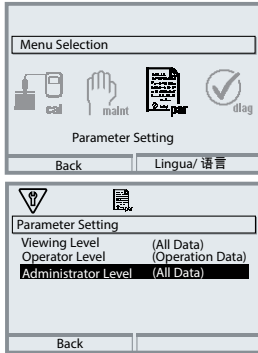 Menu Selection
cal
maint
par
diag
Parameter Setting
Back
Lingua/ 语言
Parameter Setting
Viewing Level (All Data)
Operator Level (Operation Data)
Administrator Level (All Data)
Back